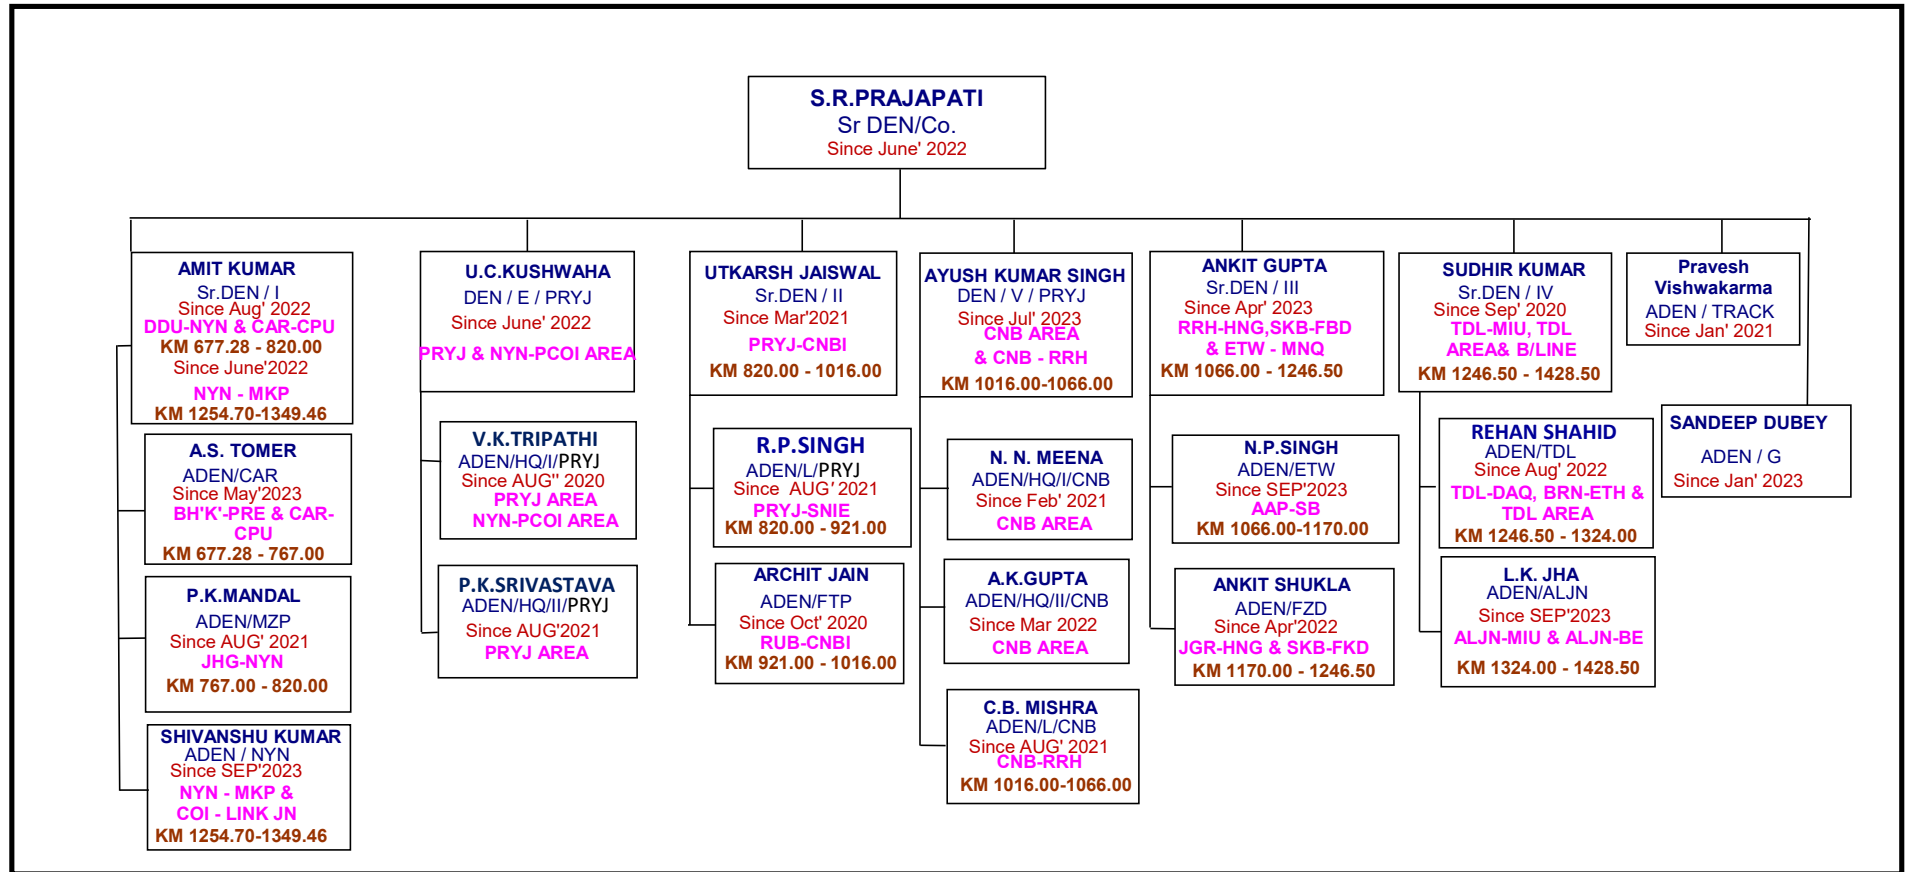 S.R.PRAJAPATI
Sr DEN/Co.
Since June' 2022
AMIT KUMAR
Sr.DEN / I
Since Aug' 2022
DDU-NYN & CAR-CPU
KM 677.28 - 820.00
Since June'2022
NYN - MKP
KM 1254.70-1349.46
A.S. TOMER
ADEN/CAR
Since May'2023
BH'K'-PRE & CAR-
CPU
KM 677.28 - 767.00
P.K.MANDAL
ADEN/MZP
Since AUG' 2021
JHG-NYN
KM 767.00 - 820.00
SHIVANSHU KUMAR
ADEN / NYN
Since SEP'2023
NYN - MKP &
COI - LINK JN
KM 1254.70-1349.46
U.C.KUSHWAHA
DEN / E / PRYJ
Since June' 2022
PRYJ & NYN-PCOI AREA
V.K.TRIPATHI
ADEN/HQ/I/PRYJ
Since AUG'' 2020
PRYJ AREA
NYN-PCOI AREA
P.K.SRIVASTAVA
ADEN/HQ/II/PRYJ
Since AUG'2021
PRYJ AREA
UTKARSH JAISWAL
Sr.DEN / II
Since Mar'2021
PRYJ-CNBI
KM 820.00 - 1016.00
R.P.SINGH
ADEN/L/PRYJ
Since AUG' 2021
PRYJ-SNIE
KM 820.00 - 921.00
ARCHIT JAIN
ADEN/FTP
Since Oct' 2020
RUB-CNBI
KM 921.00 - 1016.00
AYUSH KUMAR SINGH
DEN / V / PRYJ
Since Jul' 2023
CNB AREA
& CNB - RRH
KM 1016.00-1066.00
N. N. MEENA
ADEN/HQ/I/CNB
Since Feb' 2021
CNB AREA
A.K.GUPTA
ADEN/HQ/II/CNB
Since Mar 2022
CNB AREA
C.B. MISHRA
ADEN/L/CNB
Since AUG' 2021
CNB-RRH
KM 1016.00-1066.00
ANKIT GUPTA
Sr.DEN / III
Since Apr' 2023
RRH-HNG,SKB-FBD
& ETW - MNQ
KM 1066.00 - 1246.50
N.P.SINGH
ADEN/ETW
Since SEP'2023
AAP-SB
KM 1066.00-1170.00
ANKIT SHUKLA
ADEN/FZD
Since Apr'2022
JGR-HNG & SKB-FKD
KM 1170.00 - 1246.50
SUDHIR KUMAR
Sr.DEN / IV
Since Sep' 2020
TDL-MIU, TDL
AREA& B/LINE
KM 1246.50 - 1428.50
REHAN SHAHID
ADEN/TDL
Since Aug' 2022
TDL-DAQ, BRN-ETH &
TDL AREA
KM 1246.50 - 1324.00
L.K. JHA
ADEN/ALJN
Since SEP'2023
ALJN-MIU & ALJN-BE
KM 1324.00 - 1428.50
Pravesh
Vishwakarma
ADEN / TRACK
Since Jan' 2021
SANDEEP DUBEY
ADEN / G
Since Jan' 2023